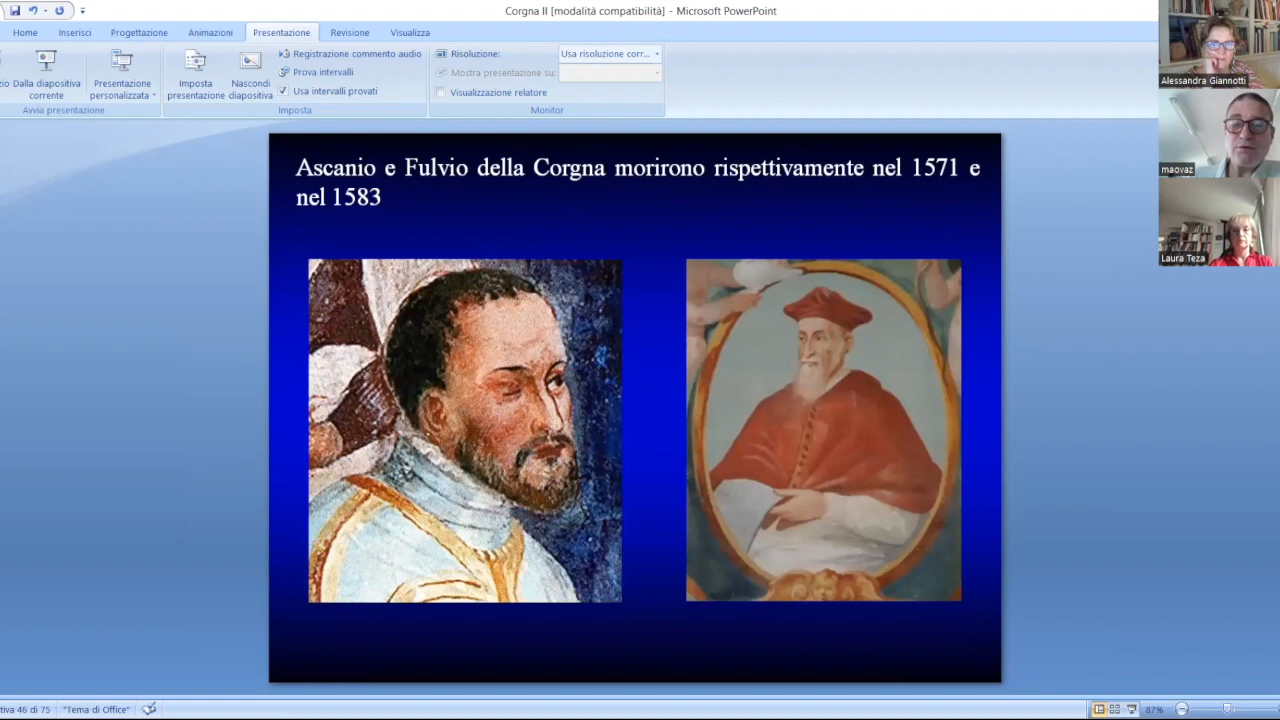 Corgna II [modalità compatibilità] - Microsoft PowerPoint
Home Inserisci Progettazione Animazioni Presentazione Revisione Visualizza
Dalla diapositiva corrente
Presentazione personalizzata
Avvia presentazione
Imposta presentazione
Nascondi diapositiva
Registrazione commento audio
Prova intervalli
Usa intervalli provati
Imposta
Risoluzione: Usa risoluzione corr...
Mostra presentazione su:
Visualizzazione relatore
Monitor
Alessandra Giannotti
maovaz
Laura Teza
Ascanio e Fulvio della Corgna morirono rispettivamente nel 1571 e
nel 1583
46 di 75 "Tema di Office" 87%